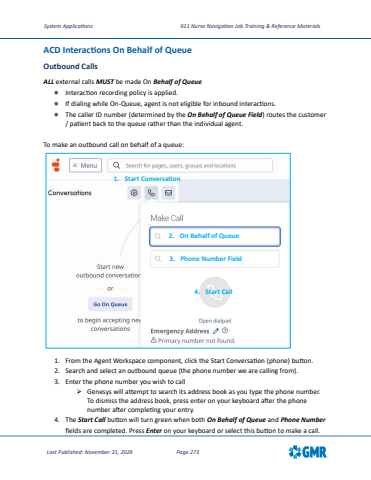 System Applications 911 Nurse Navigation Job Training & Reference Materials
ACD Interactions On Behalf of Queue
Outbound Calls
ALL external calls MUST be made On Behalf of Queue
● Interaction recording policy is applied.
● If dialing while On-Queue, agent is not eligible for inbound interactions.
● The caller ID number (determined by the On Behalf of Queue Field) routes the customer
/ patient back to the queue rather than the individual agent.
To make an outbound call on behalf of a queue:
≡ Menu Search for pages, users, groups and locations
1. Start Conversation
Conversations
Make Call
2. On Behalf of Queue
3. Phone Number Field
Start new
outbound conversation
4. Start Call
or
Go On Queue
to begin accepting new
conversations
Open dialpad
Emergency Address
Primary number not found.
1. From the Agent Workspace component, click the Start Conversation (phone) button.
2. Search and select an outbound queue (the phone number we are calling from).
3. Enter the phone number you wish to call
➢ Genesys will attempt to search its address book as you type the phone number.
To dismiss the address book, press enter on your keyboard after the phone
number after completing your entry.
4. The Start Call button will turn green when both On Behalf of Queue and Phone Number
fields are completed. Press Enter on your keyboard or select this button to make a call.
Last Published: November 21, 2026 Page 273
GMR